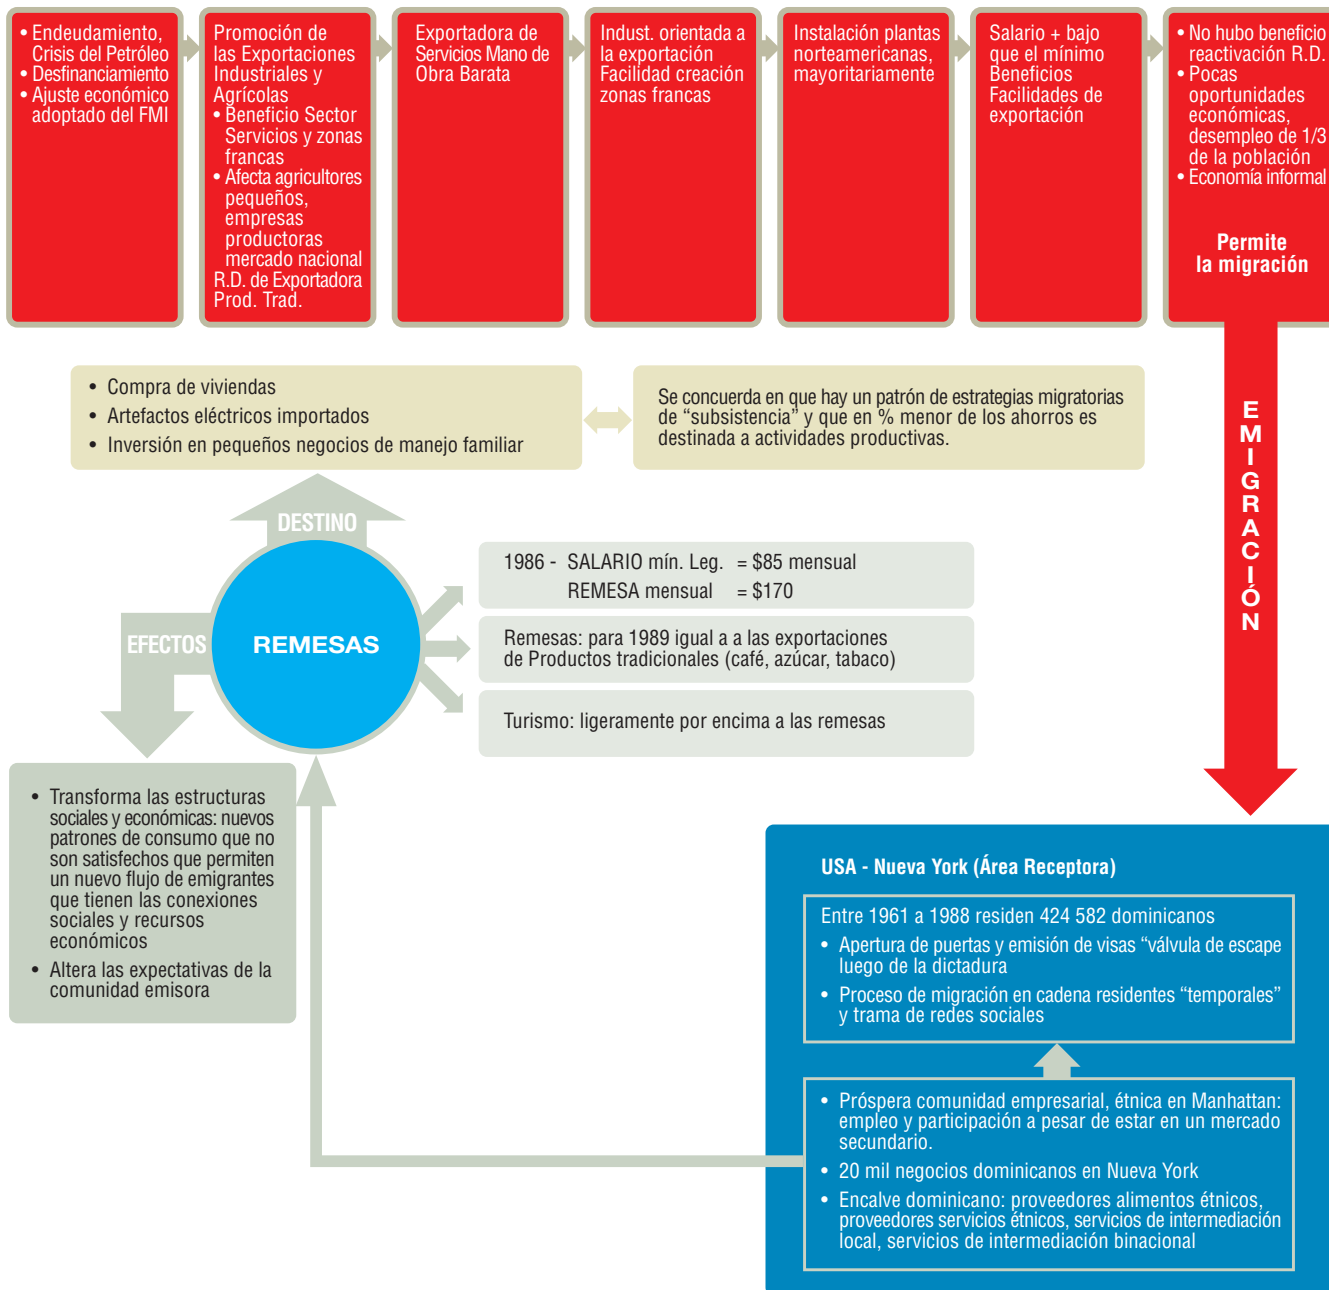 • Endeudamiento,
Crisis del Petróleo
• Desfinanciamiento
• Ajuste económico
adoptado del FMI
Promoción de
las Exportaciones
Industriales y
Agrícolas
• Beneficio Sector
Servicios y zonas
francas
• Afecta agricultores
pequeños,
empresas
productoras
mercado nacional
R.D. de Exportadora
Prod. Trad.
Exportadora de
Servicios Mano de
Obra Barata
Indust. orientada a
la exportación
Facilidad creación
zonas francas
Instalación plantas
norteamericanas,
mayoritariamente
Salario + bajo
que el mínimo
Beneficios
Facilidades de
exportación
• No hubo beneficio
reactivación R.D.
• Pocas
oportunidades
económicas,
desempleo de 1/3
de la población
• Economía informal
Permite
la migración
EMIGRACIÓN
• Compra de viviendas
• Artefactos eléctricos importados
• Inversión en pequeños negocios de manejo familiar
Se concuerda en que hay un patrón de estrategias migratorias
de “subsistencia” y que en % menor de los ahorros es
destinada a actividades productivas.
DESTINO
EFECTOS
REMESAS
1986 - SALARIO mín. Leg. = $85 mensual
REMESA mensual = $170
Remesas: para 1989 igual a a las exportaciones
de Productos tradicionales (café, azúcar, tabaco)
Turismo: ligeramente por encima a las remesas
• Transforma las estructuras
sociales y económicas: nuevos
patrones de consumo que no
son satisfechos que permiten
un nuevo flujo de emigrantes
que tienen las conexiones
sociales y recursos
económicos
• Altera las expectativas de la
comunidad emisora
USA - Nueva York (Área Receptora)
Entre 1961 a 1988 residen 424 582 dominicanos
• Apertura de puertas y emisión de visas “válvula de escape
luego de la dictadura
• Proceso de migración en cadena residentes “temporales”
y trama de redes sociales
• Próspera comunidad empresarial, étnica en Manhattan:
empleo y participación a pesar de estar en un mercado
secundario.
• 20 mil negocios dominicanos en Nueva York
• Encalve dominicano: proveedores alimentos étnicos,
proveedores servicios étnicos, servicios de intermediación
local, servicios de intermediación binacional